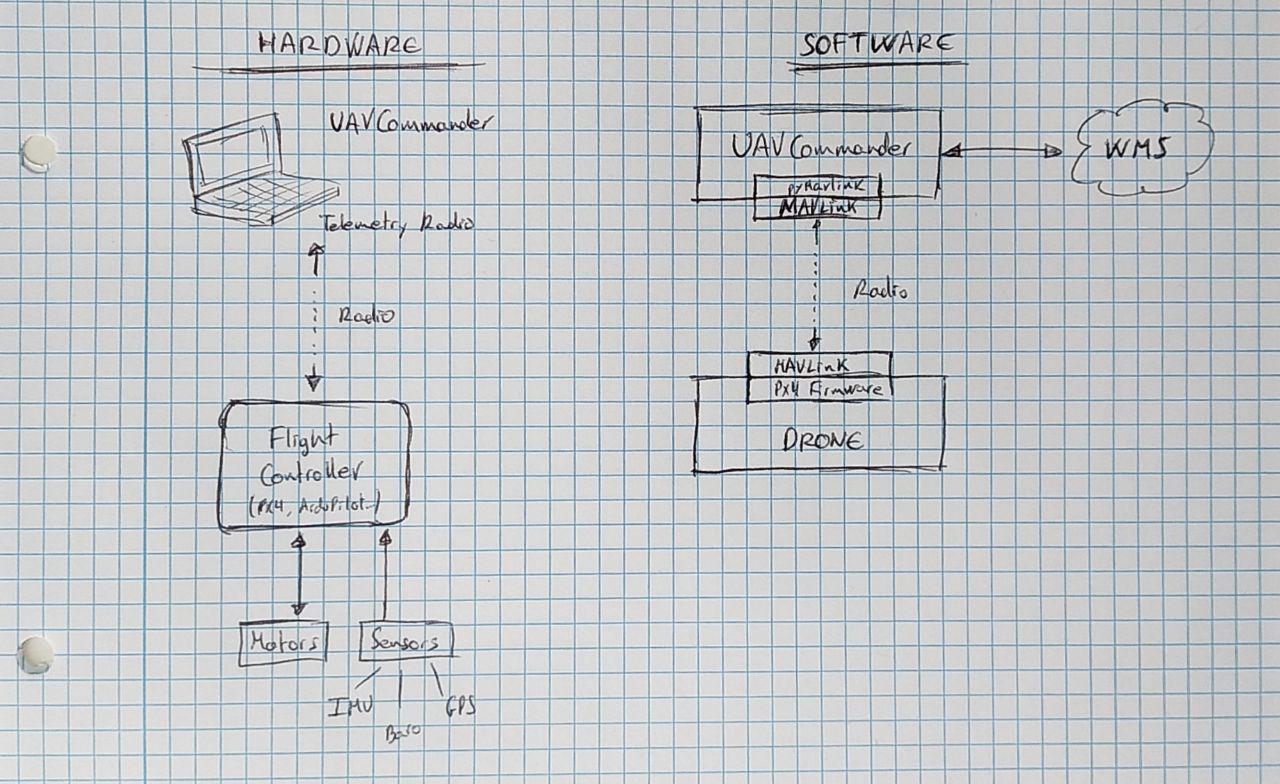 HARDWARE
UAVCommander
Telemetry Radio
Radio
Flight
Controller
(PX4, ArduPilot..)
Motors
Sensors
IMU
Baro
GPS
SOFTWARE
UAVCommander
pyMavlink
MAVLink
WMS
Radio
MAVLink
Px4 Firmware
DRONE